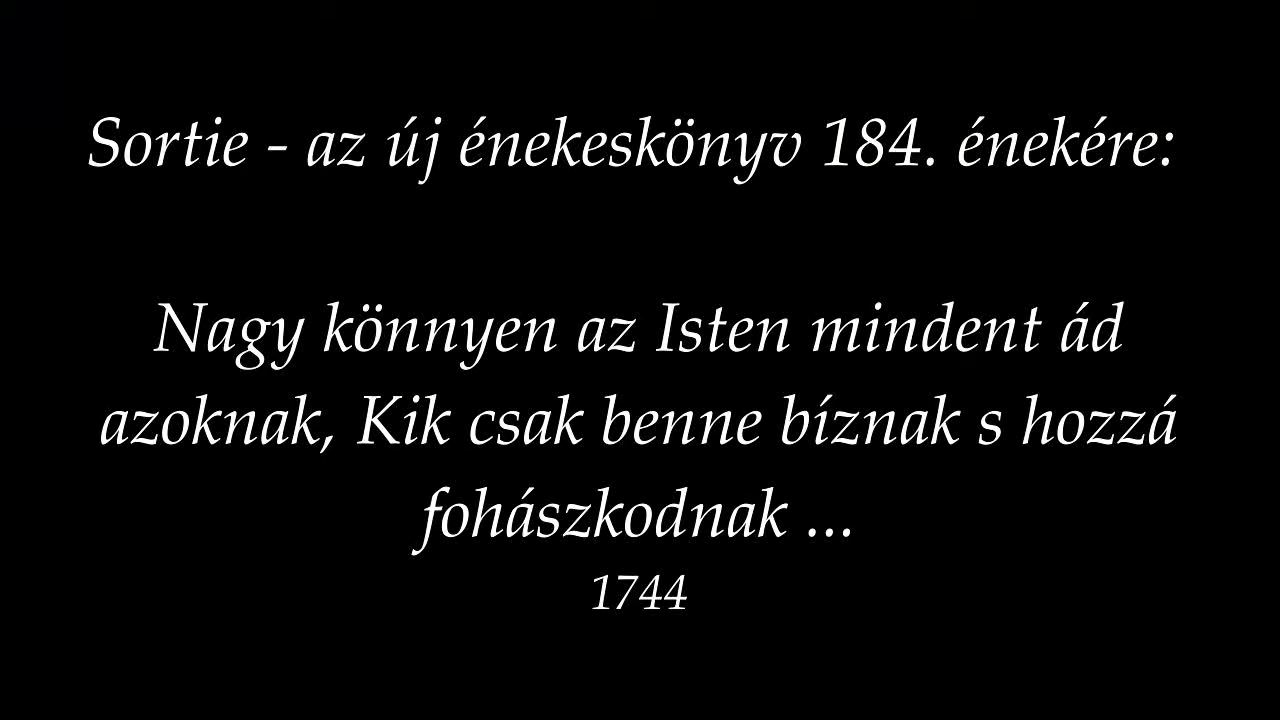 Sortie - az új énekeskönyv 184. énekére:
Nagy könnyen az Isten mindent ád
azoknak, Kik csak benne bíznak s hozzá
fohászkodnak ...
1744